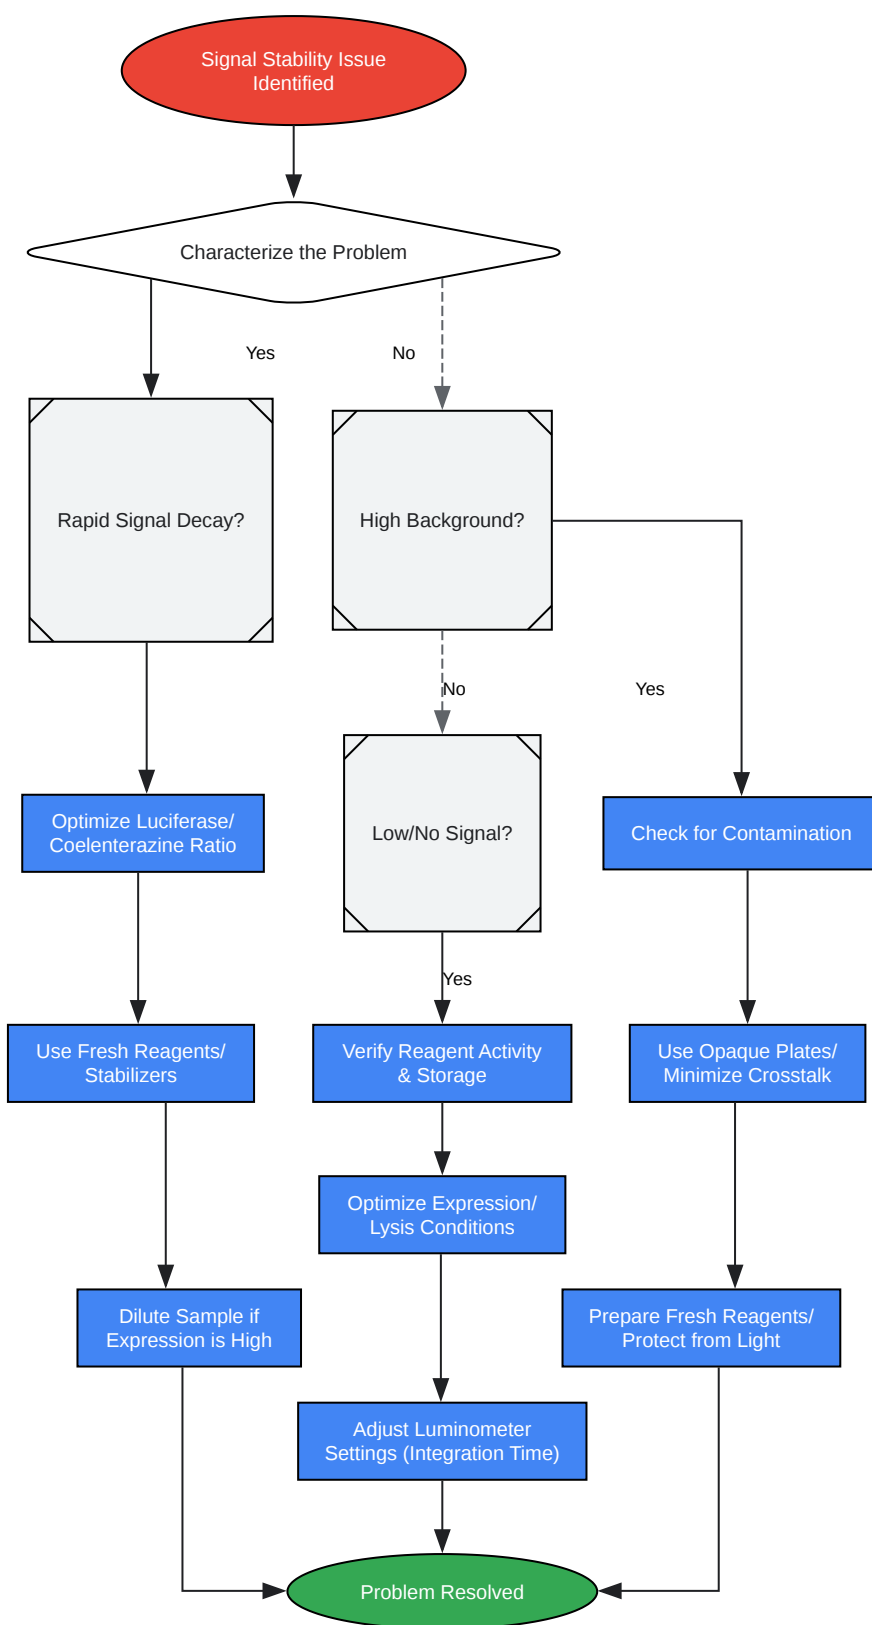 Signal Stability Issue
Identified
Characterize the Problem
Yes
No
Rapid Signal Decay?
High Background?
No
Yes
Optimize Luciferase/
Coelenterazine Ratio
Low/No Signal?
Check for Contamination
Yes
Use Fresh Reagents/
Stabilizers
Verify Reagent Activity
& Storage
Use Opaque Plates/
Minimize Crosstalk
Optimize Expression/
Lysis Conditions
Dilute Sample if
Expression is High
Prepare Fresh Reagents/
Protect from Light
Adjust Luminometer
Settings (Integration Time)
Problem Resolved